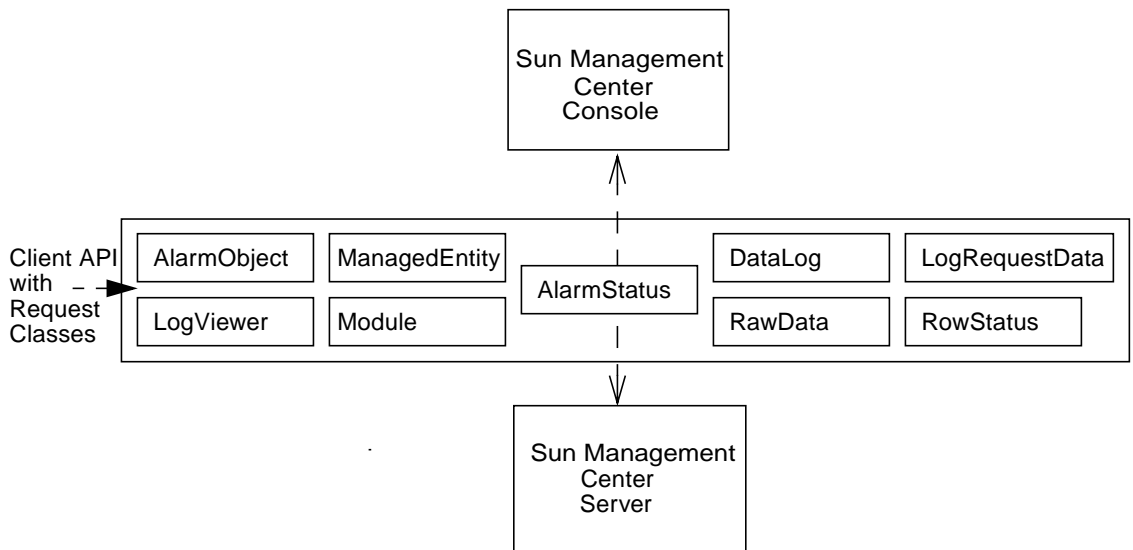 Sun Management
Center
Console
Client API
with
Request
Classes
AlarmObject
ManagedEntity
AlarmStatus
DataLog
LogRequestData
LogViewer
Module
RawData
RowStatus
Sun Management
Center
Server